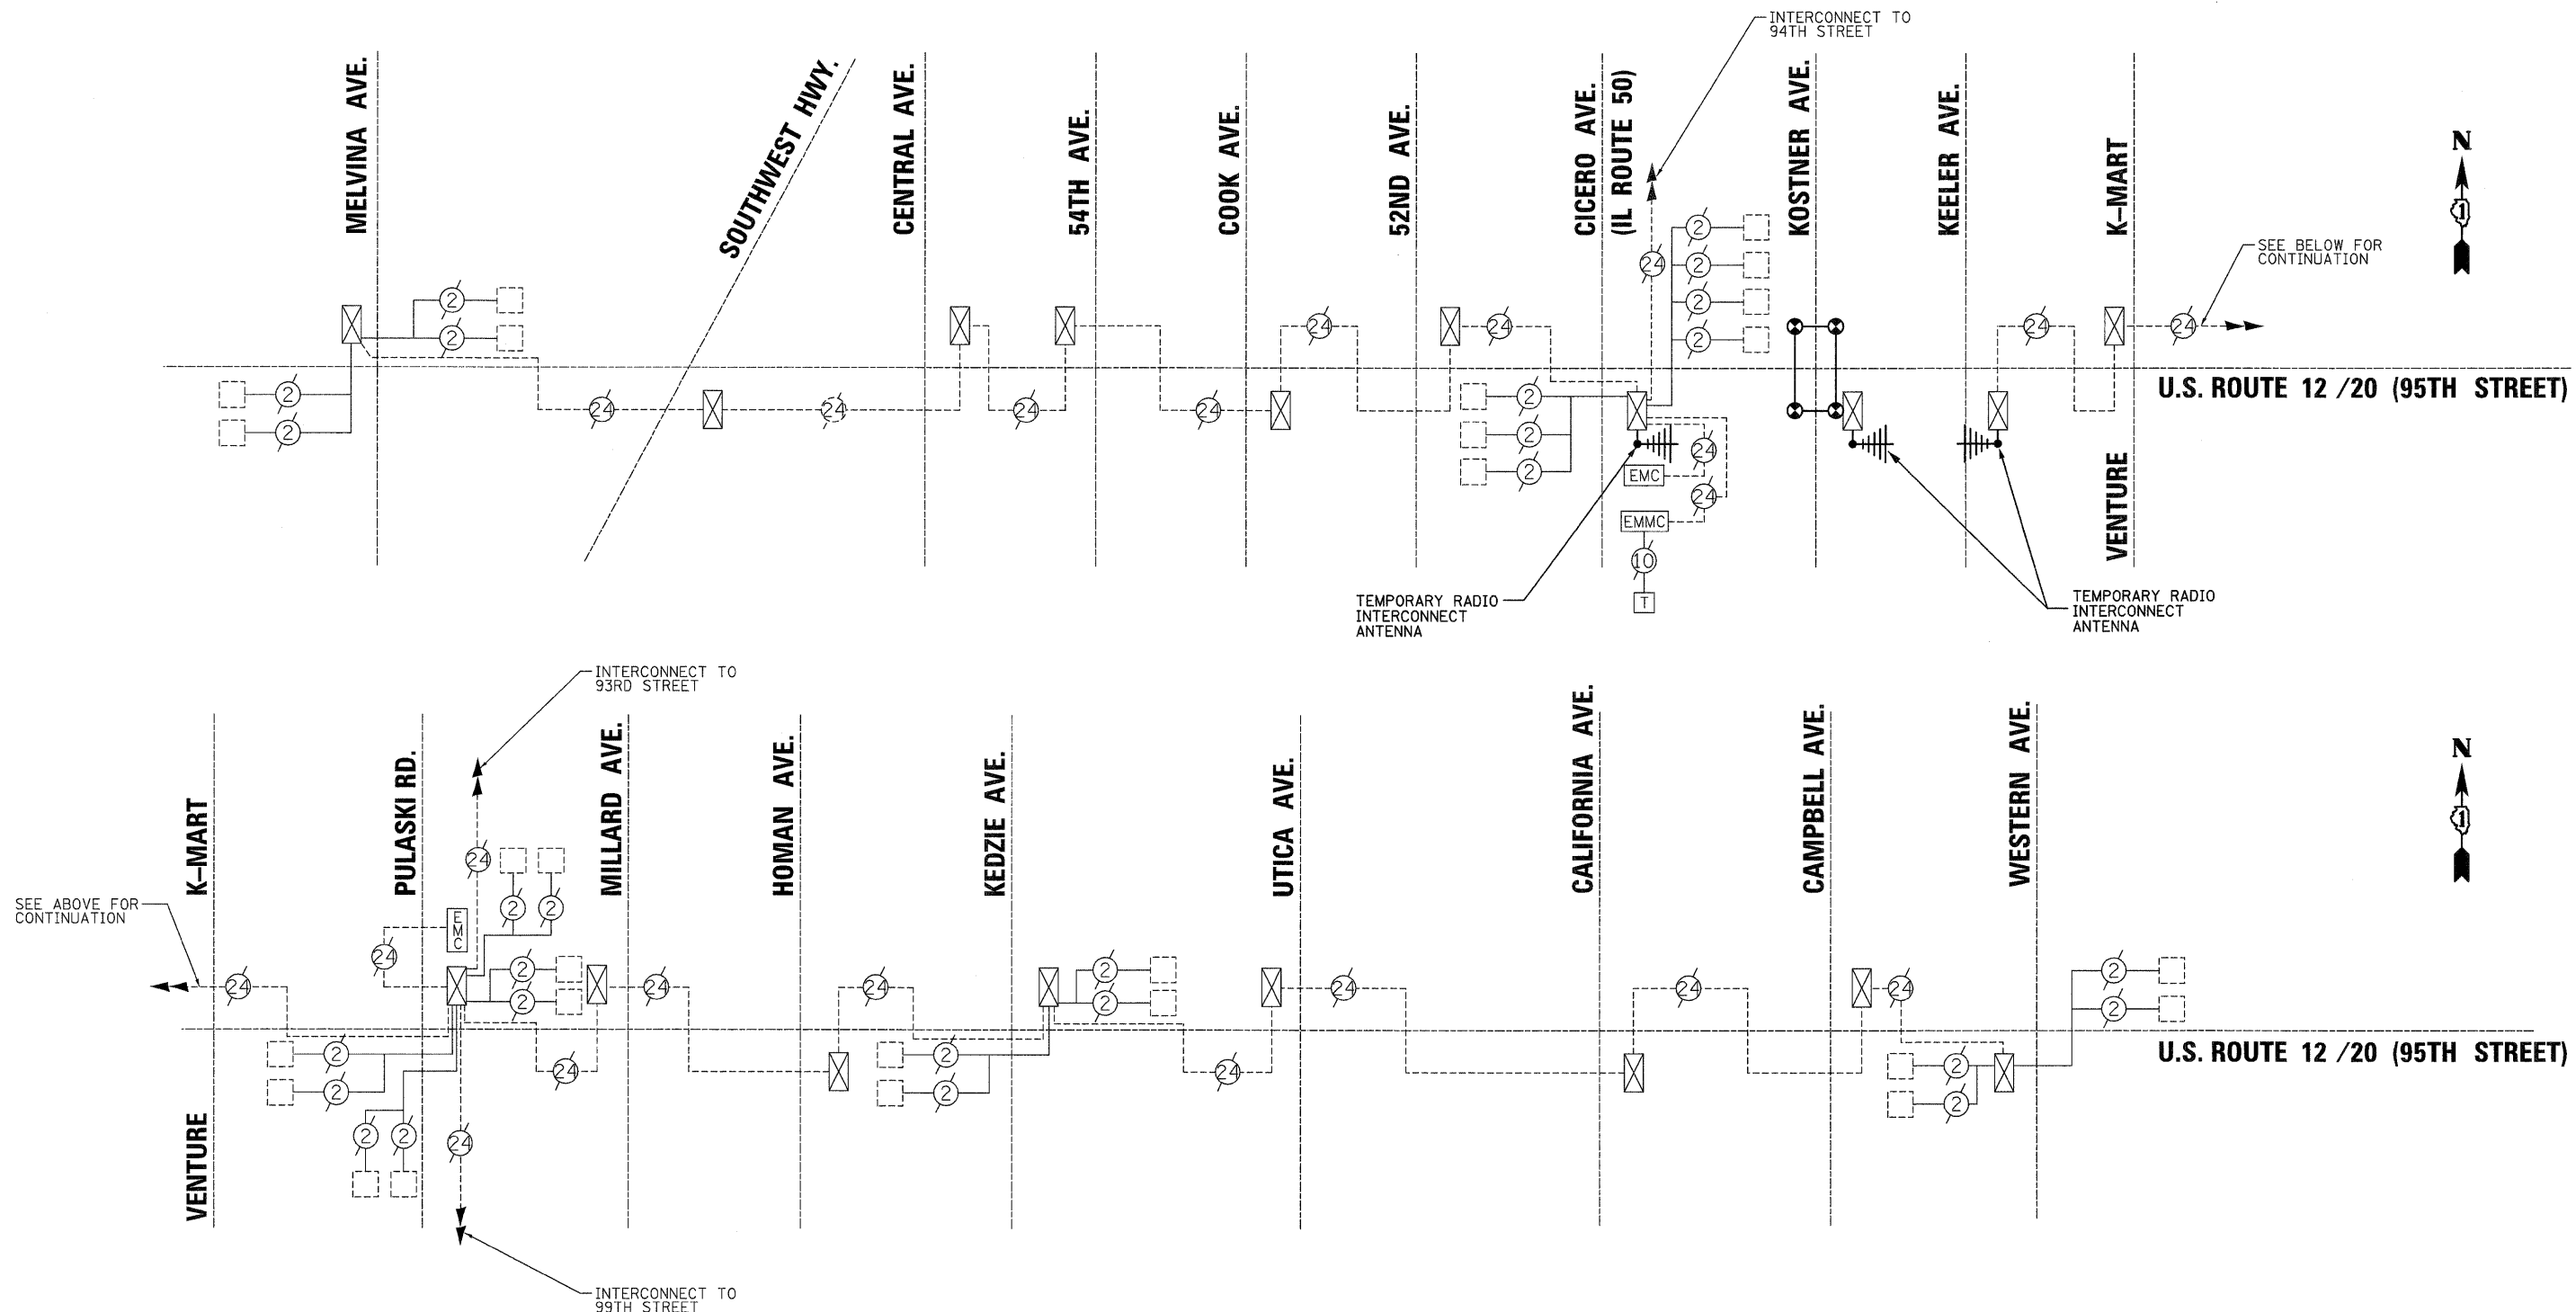 INTERCONNECT TO
94TH STREET
MELVINA AVE.
SOUTHWEST HWY.
CENTRAL AVE.
54TH AVE.
COOK AVE.
52ND AVE.
CICERO AVE.
(IL ROUTE 50)
KOSTNER AVE.
KEELER AVE.
K-MART
N
1
2
2
2
2
24
24
24
24
24
24
24
2
2
2
2
2
2
2
24
24
EMC
EMMC
10
T
24
24
SEE BELOW FOR
CONTINUATION
U.S. ROUTE 12 /20 (95TH STREET)
VENTURE
TEMPORARY RADIO
INTERCONNECT
ANTENNA
TEMPORARY RADIO
INTERCONNECT
ANTENNA
INTERCONNECT TO
93RD STREET
K-MART
PULASKI RD.
MILLARD AVE.
HOMAN AVE.
KEDZIE AVE.
UTICA AVE.
CALIFORNIA AVE.
CAMPBELL AVE.
WESTERN AVE.
N
1
SEE ABOVE FOR
CONTINUATION
24
24
E
M
C
24
2
2
2
2
2
2
2
2
24
24
24
24
2
2
2
2
24
24
24
24
2
2
2
2
U.S. ROUTE 12 /20 (95TH STREET)
VENTURE
INTERCONNECT TO
99TH STREET